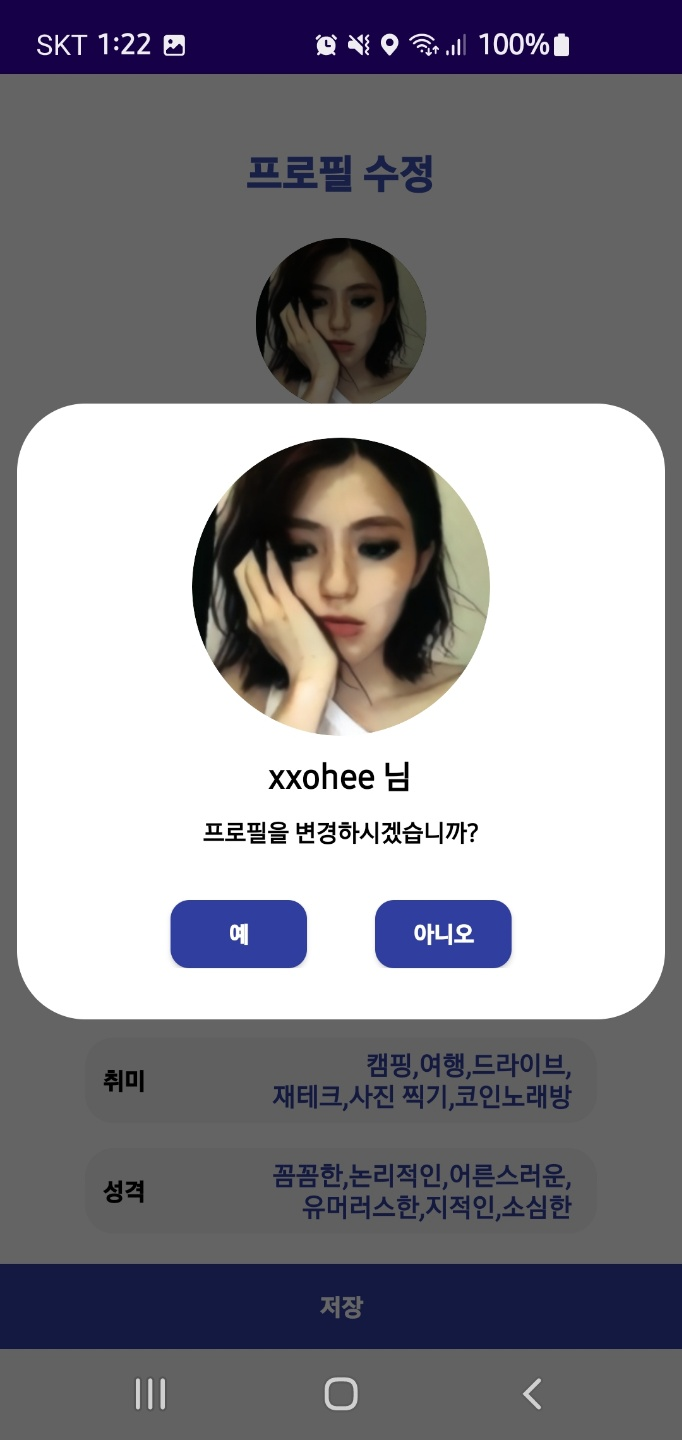 SKT 1:22 100%
프로필 수정
xxohee 님
프로필을 변경하시겠습니까?
예 아니오
취미 캠핑,여행,드라이브,
재테크,사진 찍기,코인노래방
성격 꼼꼼한,논리적인,어른스러운,
유머러스한,지적인,소심한
저장